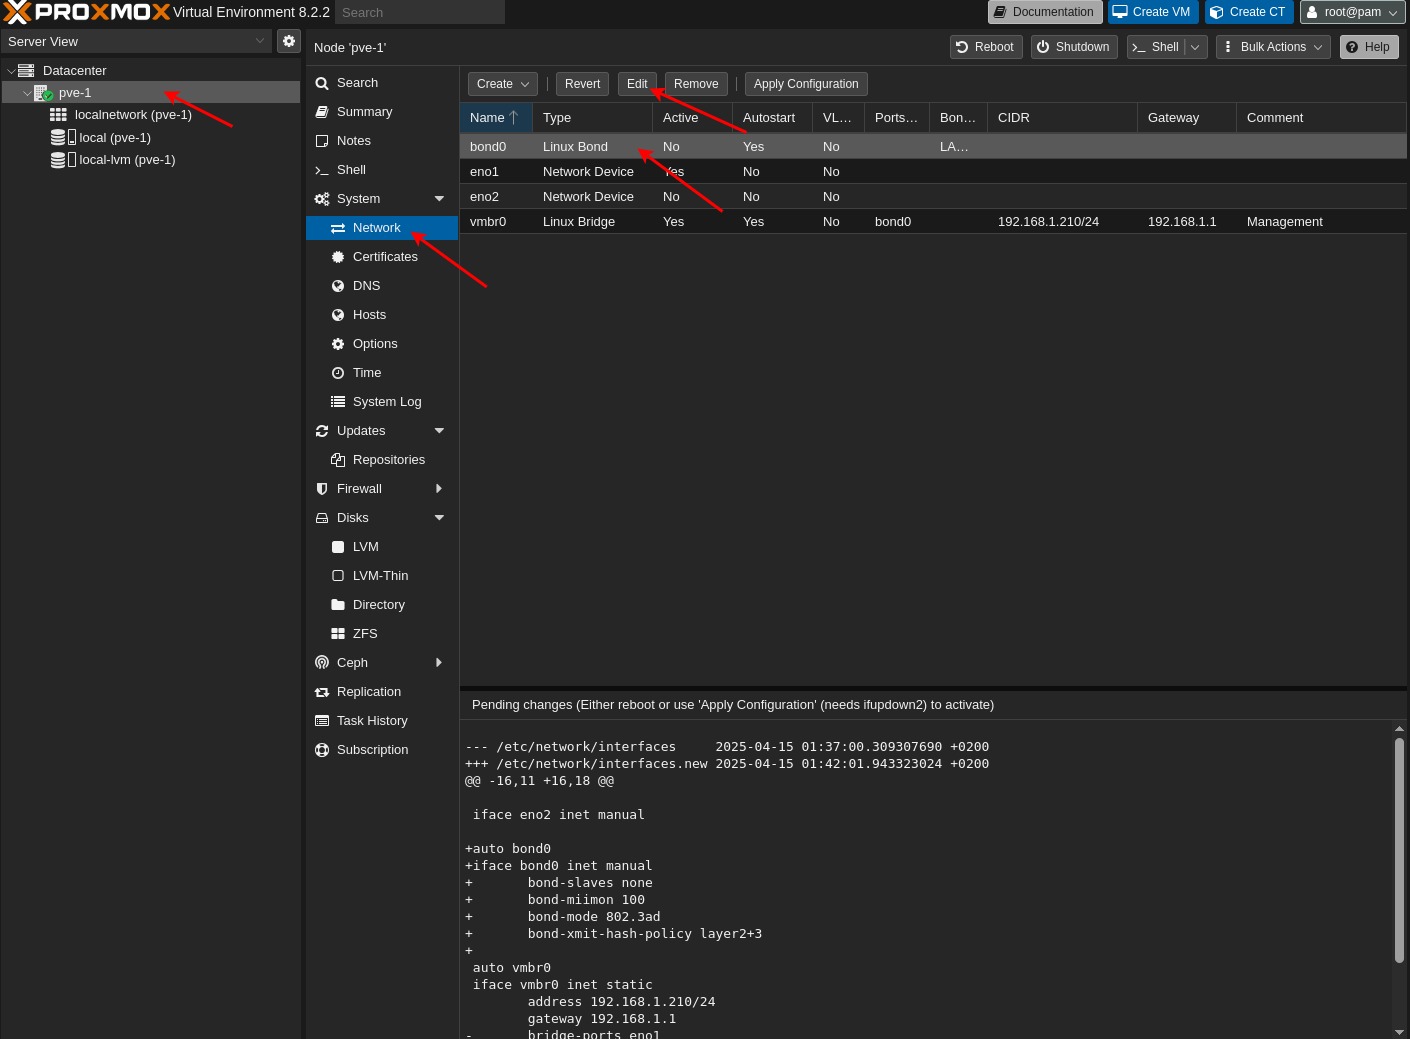 PROXMOX Virtual Environment 8.2.2 Search Documentation Create VM Create CT root@pam
Server View
Node 'pve-1' Reboot Shutdown Shell Bulk Actions Help
Datacenter
pve-1
localnetwork (pve-1)
local (pve-1)
local-lvm (pve-1)
Search
Summary
Notes
Shell
System
Network
Certificates
DNS
Hosts
Options
Time
System Log
Updates
Repositories
Firewall
Disks
LVM
LVM-Thin
Directory
ZFS
Ceph
Replication
Task History
Subscription
Create Revert Edit Remove Apply Configuration
Name Type Active Autostart VL… Ports… Bon… CIDR Gateway Comment
bond0 Linux Bond No Yes No LA…
eno1 Network Device Yes No No
eno2 Network Device No No No
vmbr0 Linux Bridge Yes Yes No bond0 192.168.1.210/24 192.168.1.1 Management
Pending changes (Either reboot or use 'Apply Configuration' (needs ifupdown2) to activate)
--- /etc/network/interfaces 2025-04-15 01:37:00.309307690 +0200
+++ /etc/network/interfaces.new 2025-04-15 01:42:01.943323024 +0200
@@ -16,11 +16,18 @@
iface eno2 inet manual
+auto bond0
+iface bond0 inet manual
+ bond-slaves none
+ bond-miimon 100
+ bond-mode 802.3ad
+ bond-xmit-hash-policy layer2+3
+
auto vmbr0
iface vmbr0 inet static
address 192.168.1.210/24
gateway 192.168.1.1
- bridge-ports eno1